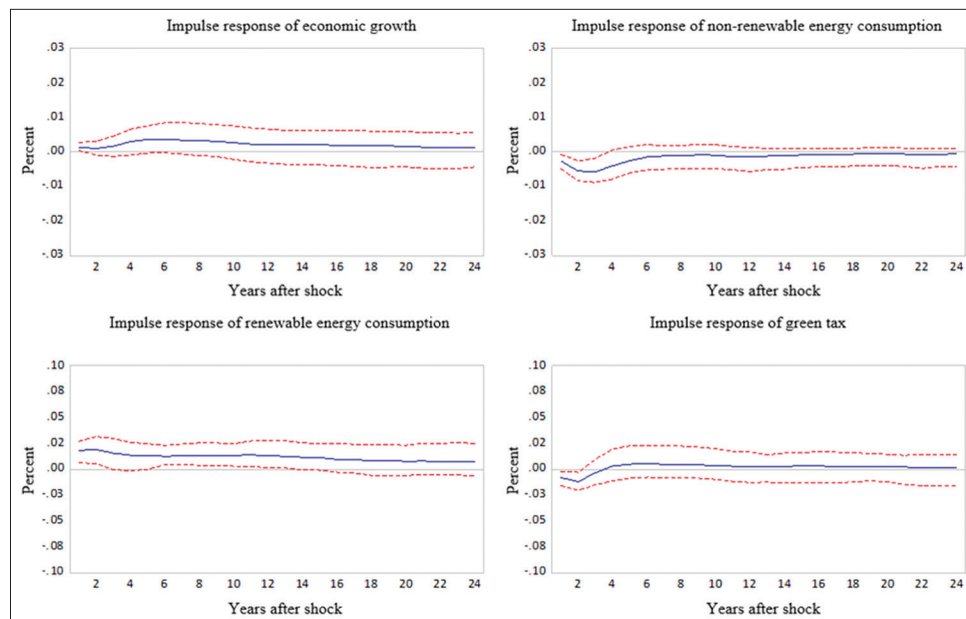 Impulse response of economic growth
.03
.02
.01
.00
-.01
-.02
-.03
Percent
2 4 6 8 10 12 14 16 18 20 22 24
Years after shock
Impulse response of non-renewable energy consumption
.03
.02
.01
.00
-.01
-.02
-.03
Percent
2 4 6 8 10 12 14 16 18 20 22 24
Years after shock
Impulse response of renewable energy consumption
.10
.08
.05
.02
.00
-.03
-.05
-.08
-.10
Percent
2 4 6 8 10 12 14 16 18 20 22 24
Years after shock
Impulse response of green tax
.10
.08
.05
.02
.00
-.03
-.05
-.08
-.10
Percent
2 4 6 8 10 12 14 16 18 20 22 24
Years after shock